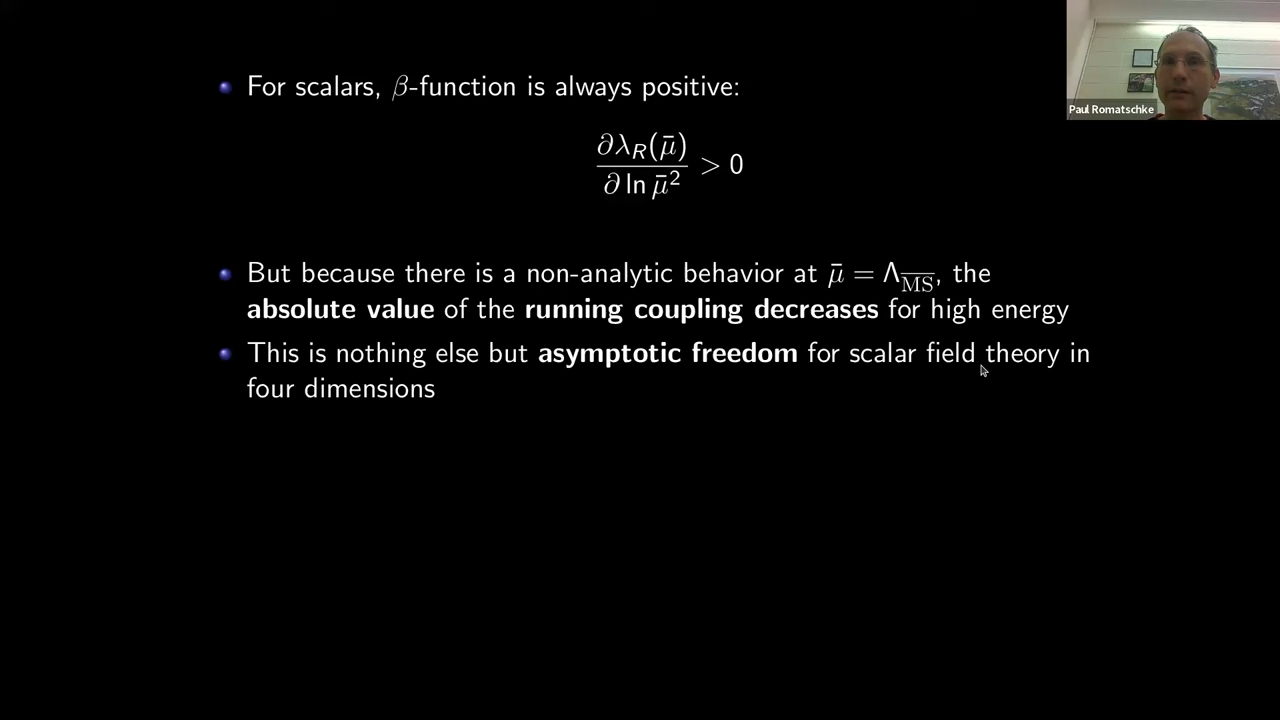 For scalars, β-function is always positive:
∂λ_R(μ̄)
∂ ln μ̄² > 0
But because there is a non-analytic behavior at μ̄ = Λ_M̅S̅, the
absolute value of the running coupling decreases for high energy
This is nothing else but asymptotic freedom for scalar field theory in
four dimensions
Paul Romatschke